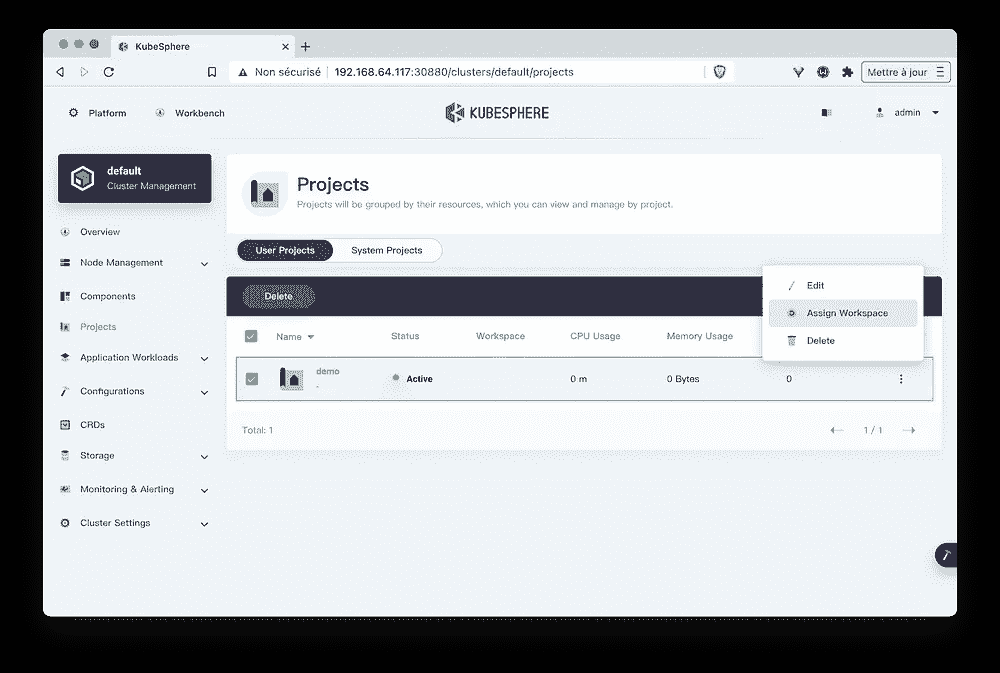 KubeSphere
Non sécurisé 192.168.64.117:30880/clusters/default/projects
Mettre à jour
Platform
Workbench
KUBESPHERE
admin
default
Cluster Management
Overview
Node Management
Components
Projects
Application Workloads
Configurations
CRDs
Storage
Monitoring & Alerting
Cluster Settings
Projects
Projects will be grouped by their resources, which you can view and manage by project.
User Projects
System Projects
Delete
Edit
Assign Workspace
Delete
Name Status Workspace CPU Usage Memory Usage
demo
-
Active 0 m 0 Bytes 0
Total: 1
1 / 1